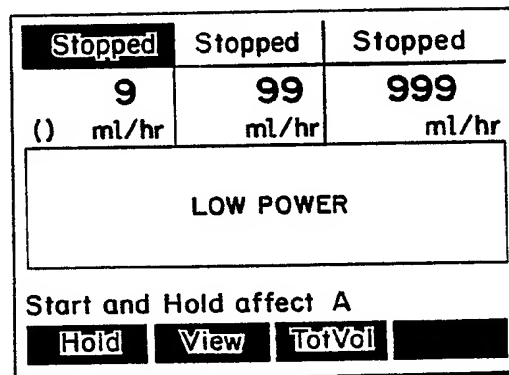 Stopped Stopped Stopped
9 99 999
() ml/hr ml/hr ml/hr
LOW POWER
Start and Hold affect A
Hold View TotVol